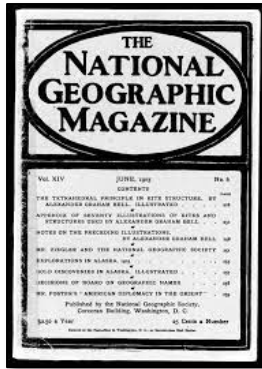 THE
NATIONAL
GEOGRAPHIC
MAGAZINE
Vol. XIV JUNE, 1903 No. 6
CONTENTS
PAGE
THE TETRAHEDRAL PRINCIPLE IN KITE STRUCTURE. BY
ALEXANDER GRAHAM BELL. ILLUSTRATED
APPENDIX OF SEVENTY ILLUSTRATIONS OF KITES AND
STRUCTURES USED BY ALEXANDER GRAHAM BELL
NOTES ON THE PRECEDING ILLUSTRATIONS.
BY ALEXANDER GRAHAM BELL
MR. ZIEGLER AND THE NATIONAL GEOGRAPHIC SOCIETY
EXPLORATIONS IN ALASKA, 1903
GOLD DISCOVERIES IN ALASKA. ILLUSTRATED
DECISIONS OF BOARD ON GEOGRAPHIC NAMES
MR. FOSTER'S "AMERICAN DIPLOMACY IN THE ORIENT"
Published by the National Geographic Society,
Corcoran Building, Washington, D. C.
$2.50 a Year 25 Cents a Number